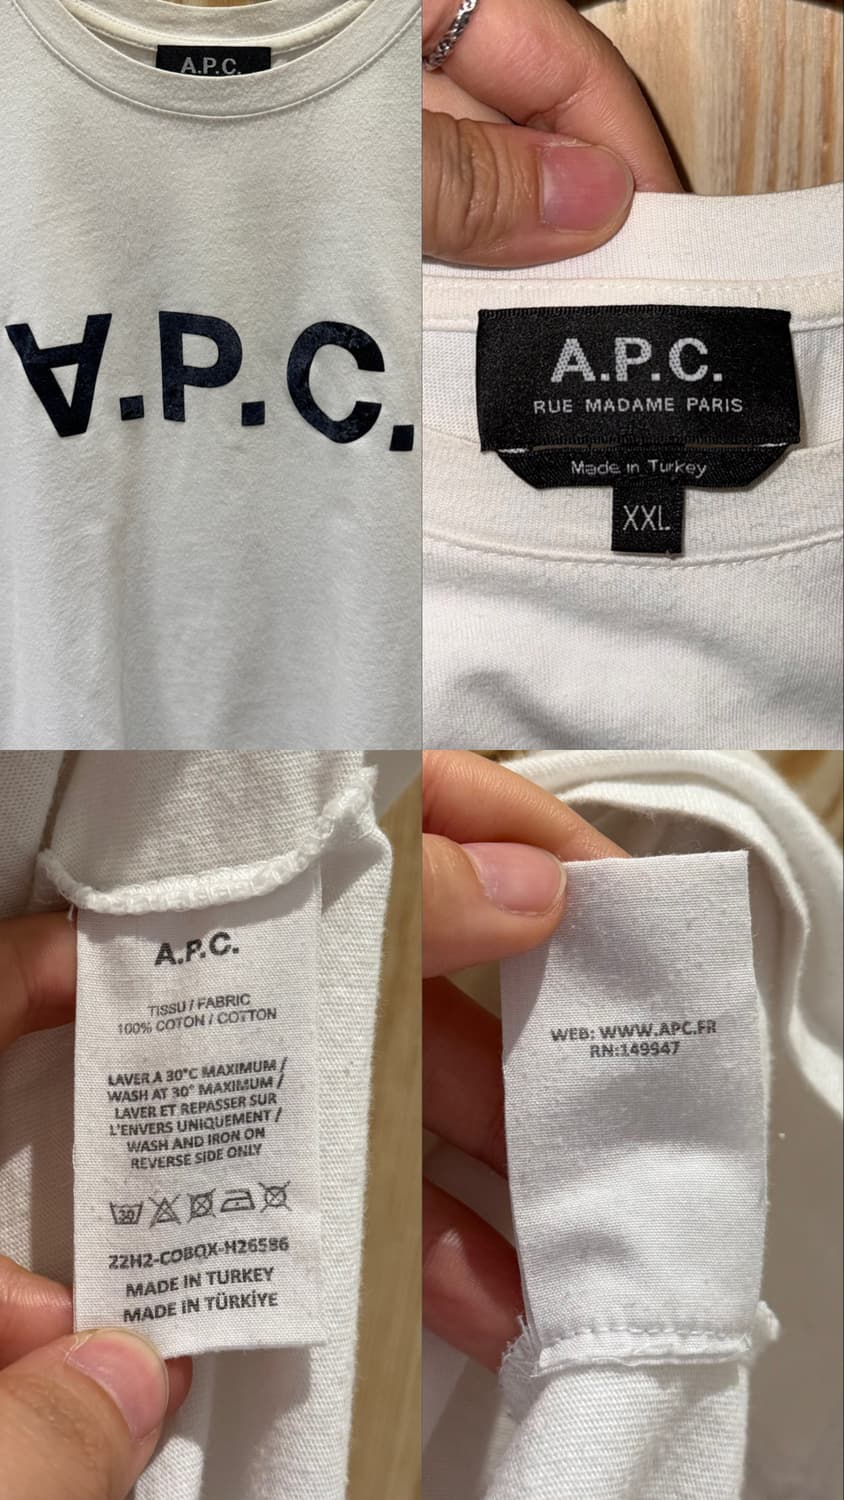 A.P.C.
∀.P.C.
A.P.C.
RUE MADAME PARIS
Made in Turkey
XXL
A.P.C.
TISSU / FABRIC
100% COTON / COTTON
LAVER A 30°C MAXIMUM /
WASH AT 30° MAXIMUM /
LAVER ET REPASSER SUR
L'ENVERS UNIQUEMENT /
WASH AND IRON ON
REVERSE SIDE ONLY
30
22H2-COBQX-H26586
MADE IN TURKEY
MADE IN TÜRKİYE
WEB: WWW.APC.FR
RN:149947